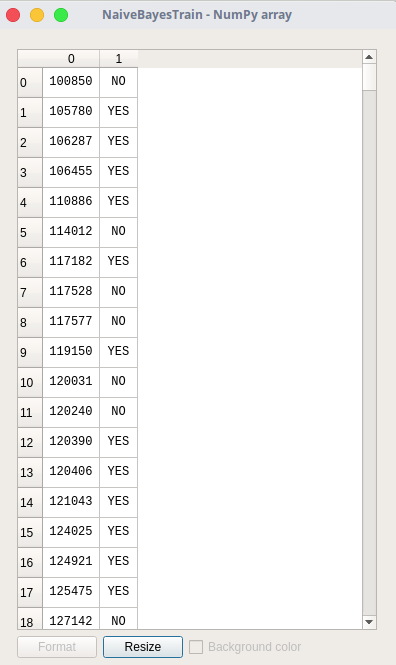 NaiveBayesTrain - NumPy array
0 1
0 100850 NO
1 105780 YES
2 106287 YES
3 106455 YES
4 110886 YES
5 114012 NO
6 117182 YES
7 117528 NO
8 117577 NO
9 119150 YES
10 120031 NO
11 120240 NO
12 120390 YES
13 120406 YES
14 121043 YES
15 124025 YES
16 124921 YES
17 125475 YES
18 127142 NO
Format Resize Background color